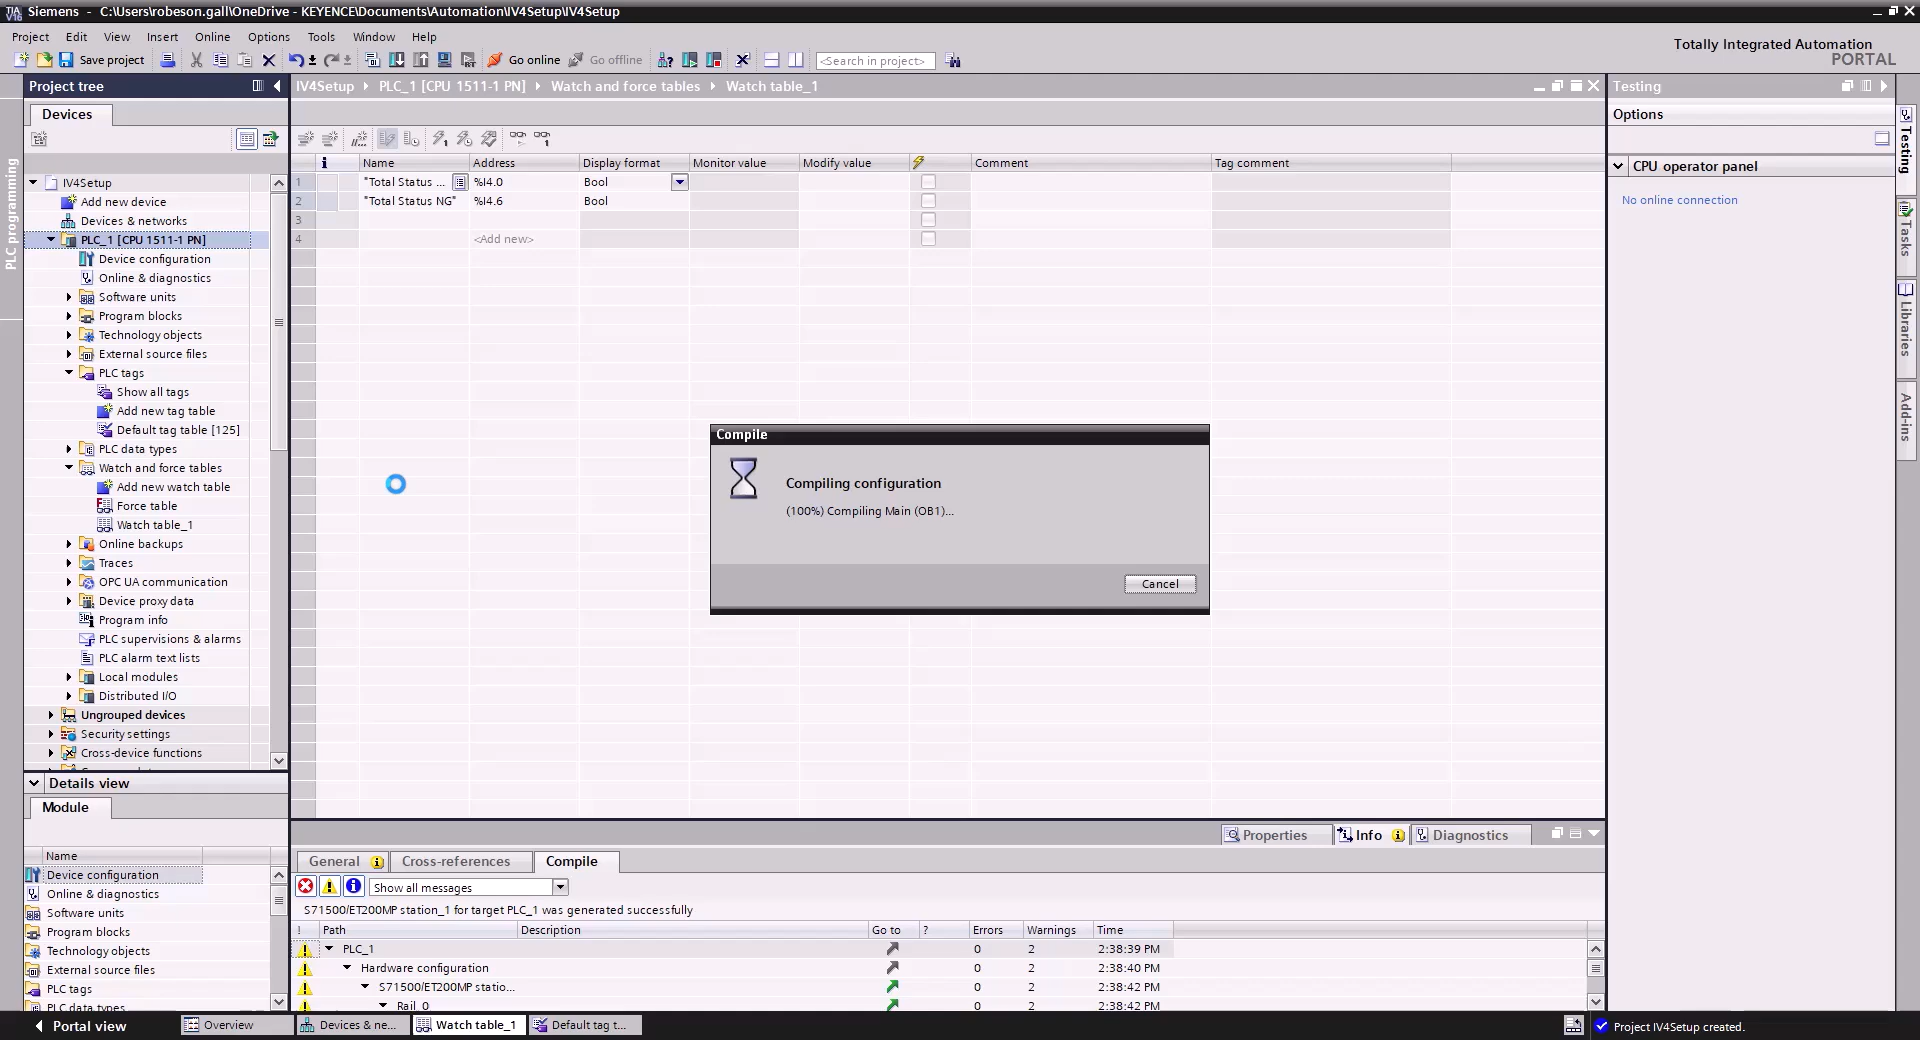 Siemens - C:\Users\robeson.gall\OneDrive - KEYENCE\Documents\Automation\IV4Setup\IV4Setup
Project Edit View Insert Online Options Tools Window Help
Totally Integrated Automation
PORTAL
Save project Go online Go offline <Search in project>
Project tree
IV4Setup PLC_1 [CPU 1511-1 PN] Watch and force tables Watch table_1
Testing
Devices
Options
PLC programming
CPU operator panel
No online connection
Testing
Tasks
Libraries
Add-ins
i Name Address Display format Monitor value Modify value Comment Tag comment
1 "Total Status ... %I4.0 Bool
2 "Total Status NG" %I4.6 Bool
3
4 <Add new>
IV4Setup
Add new device
Devices & networks
PLC_1 [CPU 1511-1 PN]
Device configuration
Online & diagnostics
Software units
Program blocks
Technology objects
External source files
PLC tags
Show all tags
Add new tag table
Default tag table [125]
PLC data types
Watch and force tables
Add new watch table
Force table
Watch table_1
Online backups
Traces
OPC UA communication
Device proxy data
Program info
PLC supervisions & alarms
PLC alarm text lists
Local modules
Distributed I/O
Ungrouped devices
Security settings
Cross-device functions
Compile
Compiling configuration
(100%) Compiling Main (OB1)...
Cancel
Details view
Module
Name
Device configuration
Online & diagnostics
Software units
Program blocks
Technology objects
External source files
PLC tags
PLC data types
Properties Info Diagnostics
General Cross-references Compile
Show all messages
S71500/ET200MP station_1 for target PLC_1 was generated successfully
! Path Description Go to ? Errors Warnings Time
PLC_1 0 2 2:38:39 PM
Hardware configuration 0 2 2:38:40 PM
S71500/ET200MP statio... 0 2 2:38:42 PM
Rail_0 0 2 2:38:42 PM
Portal view Overview Devices & ne... Watch table_1 Default tag t... Project IV4Setup created.